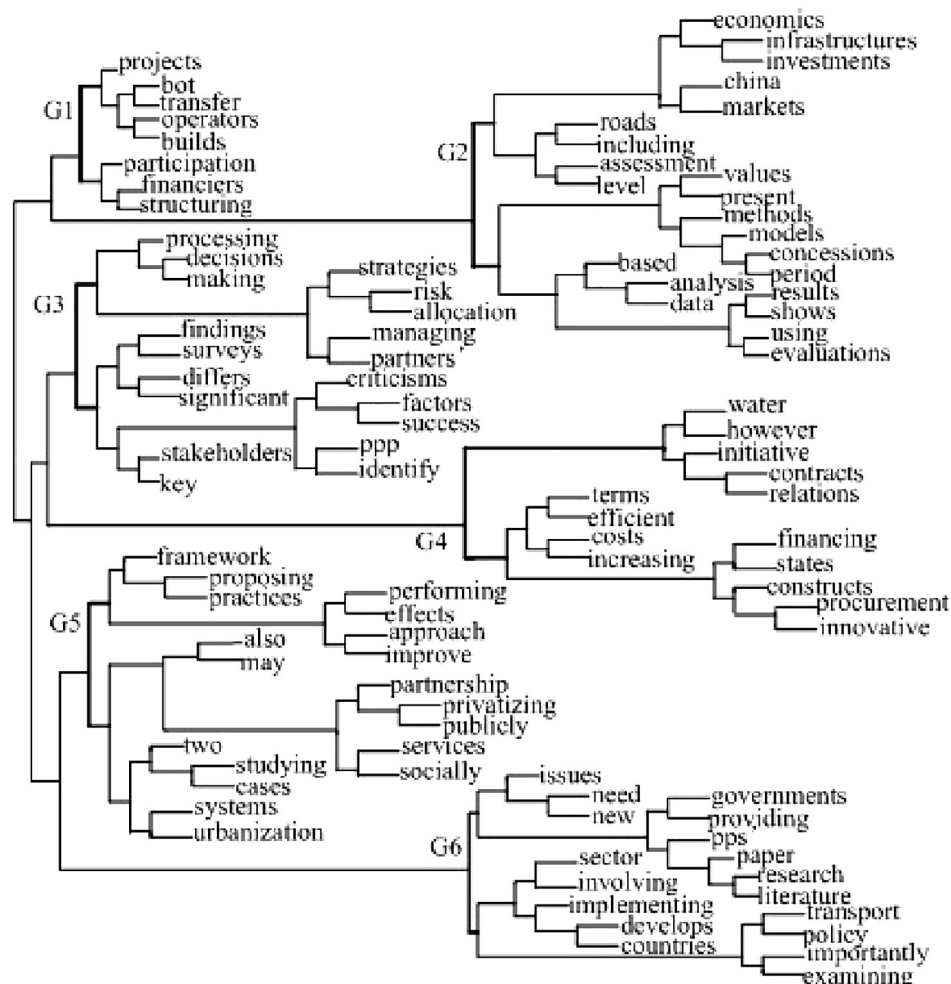 G1
projects
bot
transfer
operators
builds
participation
financiers
structuring
G2
economics
infrastructures
investments
china
markets
roads
including
assessment
level
values
present
methods
models
concessions
period
based
analysis
data
results
shows
using
evaluations
G3
processing
decisions
making
strategies
risk
allocation
managing
partners'
findings
surveys
differs
significant
criticisms
factors
success
ppp
identify
stakeholders
key
G4
water
however
initiative
contracts
relations
terms
efficient
costs
increasing
financing
states
constructs
procurement
innovative
G5
framework
proposing
practices
performing
effects
approach
improve
also
may
partnership
privatizing
publicly
services
socially
two
studying
cases
systems
urbanization
G6
issues
need
new
governments
providing
pps
paper
research
literature
sector
involving
implementing
develops
countries
transport
policy
importantly
examining